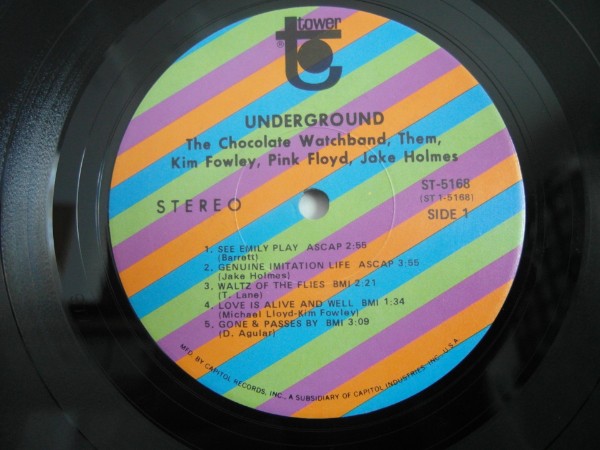 tower
®
UNDERGROUND
The Chocolate Watchband, Them,
Kim Fowley, Pink Floyd, Jake Holmes
STEREO
ST-5168
(ST 1-5168)
SIDE 1
1. SEE EMILY PLAY ASCAP 2:55
(Barrett)
2. GENUINE IMITATION LIFE ASCAP 3:55
(Jake Holmes)
3. WALTZ OF THE FLIES BMI 2:21
(T. Lane)
4. LOVE IS ALIVE AND WELL BMI 1:34
(Michael Lloyd-Kim Fowley)
5. GONE & PASSES BY BMI 3:09
(D. Agular)
MFD. BY CAPITOL RECORDS, INC., A SUBSIDIARY OF CAPITOL INDUSTRIES, INC., U.S.A.